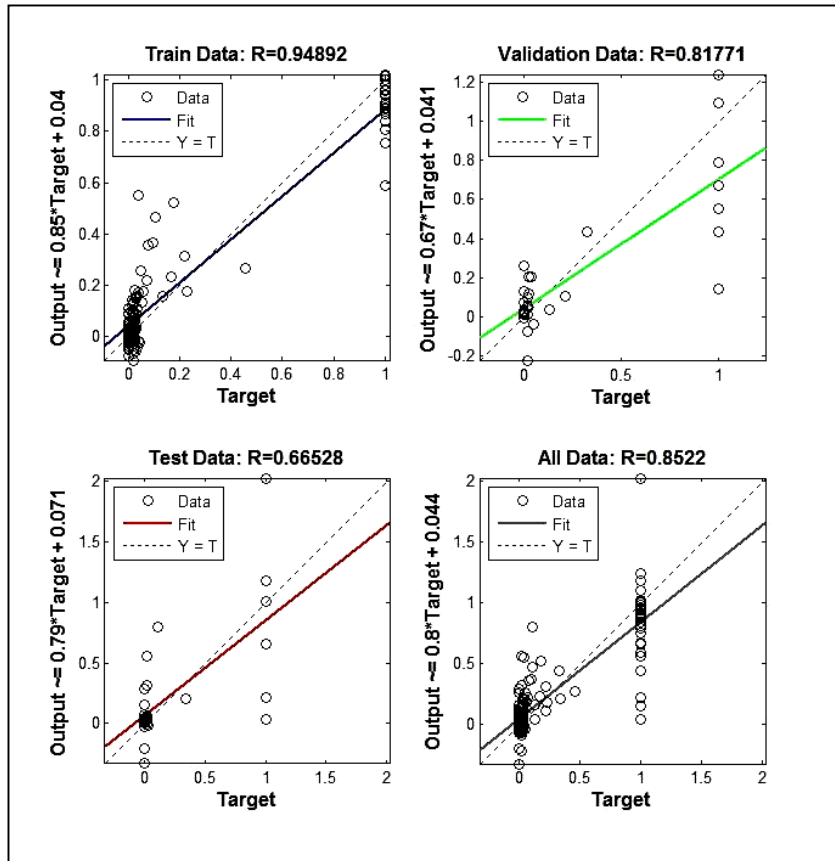 Train Data: R=0.94892
Output ~= 0.85*Target + 0.04
1
0.8
0.6
0.4
0.2
0
Data
Fit
Y = T
0
0.2
0.4
0.6
0.8
1
Target
Validation Data: R=0.81771
Output ~= 0.67*Target + 0.041
1.2
1
0.8
0.6
0.4
0.2
0
-0.2
Data
Fit
Y = T
0
0.5
1
Target
Test Data: R=0.66528
Output ~= 0.79*Target + 0.071
2
1.5
1
0.5
0
Data
Fit
Y = T
0
0.5
1
1.5
2
Target
All Data: R=0.8522
Output ~= 0.8*Target + 0.044
2
1.5
1
0.5
0
Data
Fit
Y = T
0
0.5
1
1.5
2
Target